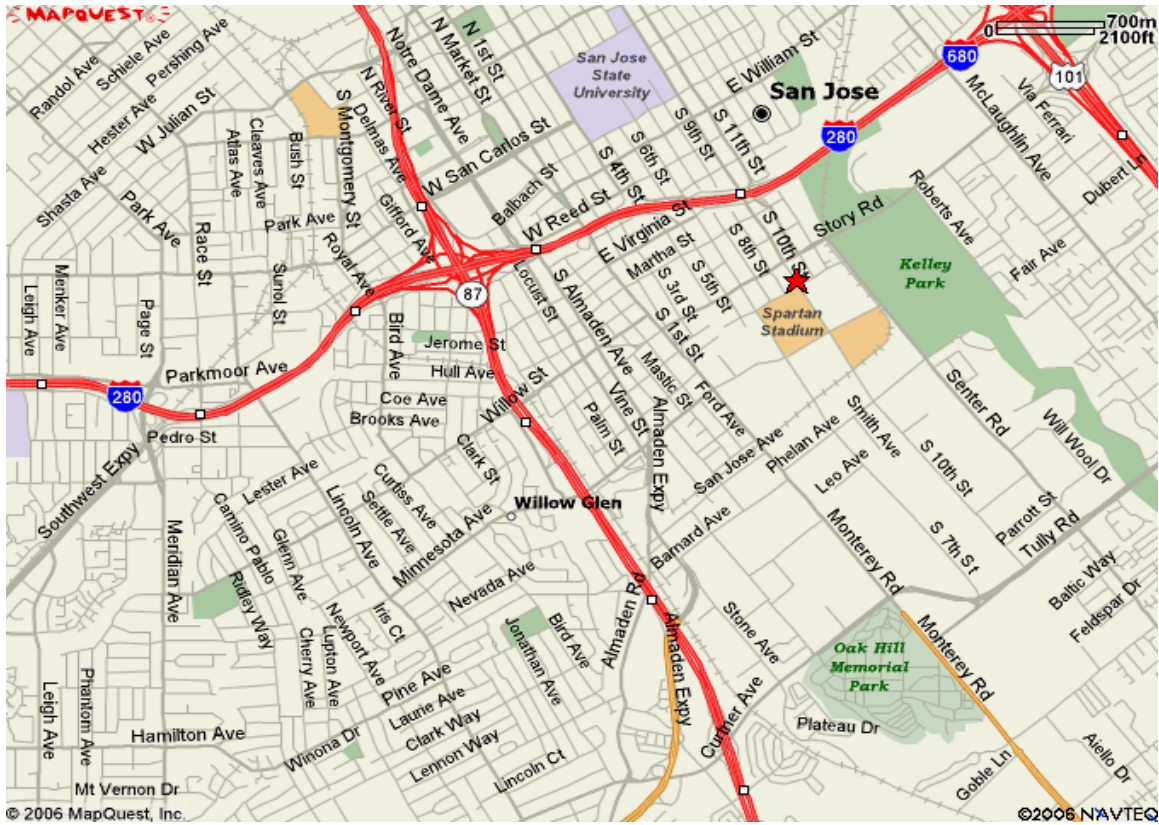 MAPQUEST
700m
0
2100ft
Randol Ave
Schiele Ave
Pershing Ave
Hester Ave
W Julian St
Shasta Ave
Park Ave
Atlas Ave
Cleaves Ave
Bush St
S Montgomery St
Delmas Ave
N River St
Notre Dame Ave
N Market St
N 1st St
San Jose
State
University
E William St
San Jose
680
101
280
McLaughlin Ave
Via Ferrari
Dubert Ln
W San Carlos St
Balbach St
W Reed St
S 4th St
S 6th St
S 9th St
S 11th St
Gifford Ave
Park Ave
Royal Ave
Race St
Sunol St
Menker Ave
Leigh Ave
Page St
E Virginia St
Martha St
S 3rd St
S 5th St
S 8th St
S 10th St
Story Rd
Roberts Ave
Fair Ave
Kelley
Park
Spartan
Stadium
87
Locust St
S Almaden Ave
S 1st St
Bird Ave
Jerome St
Hull Ave
Coe Ave
Brooks Ave
Willow St
Parkmoor Ave
280
Pedro St
Southwest Expy
Vine St
Palm St
Mastic St
Almaden Expy
Ford Ave
San Jose Ave
Phelan Ave
Leo Ave
Smith Ave
S 10th St
Senter Rd
Will Wool Dr
Lester Ave
Clark St
Curtiss Ave
Settle Ave
Lincoln Ave
Minnesota Ave
Willow Glen
Meridian Ave
Camino Pablo
Glenn Ave
Ridley Way
Barnard Ave
Monterey Rd
S 7th St
Parrott St
Tully Rd
Baltic Way
Feldspar Dr
Nevada Ave
Iris Ct
Newport Ave
Lupton Ave
Cherry Ave
Jonathan Ave
Bird Ave
Almaden Rd
Almaden Expy
Stone Ave
Oak Hill
Memorial
Park
Monterey Rd
Pine Ave
Laurie Ave
Clark Way
Lennon Way
Lincoln Ct
Curtner Ave
Plateau Dr
Goble Ln
Aiello Dr
Leigh Ave
Phantom Ave
Hamilton Ave
Winona Dr
Mt Vernon Dr
© 2006 MapQuest, Inc.
©2006 NAVTEQ